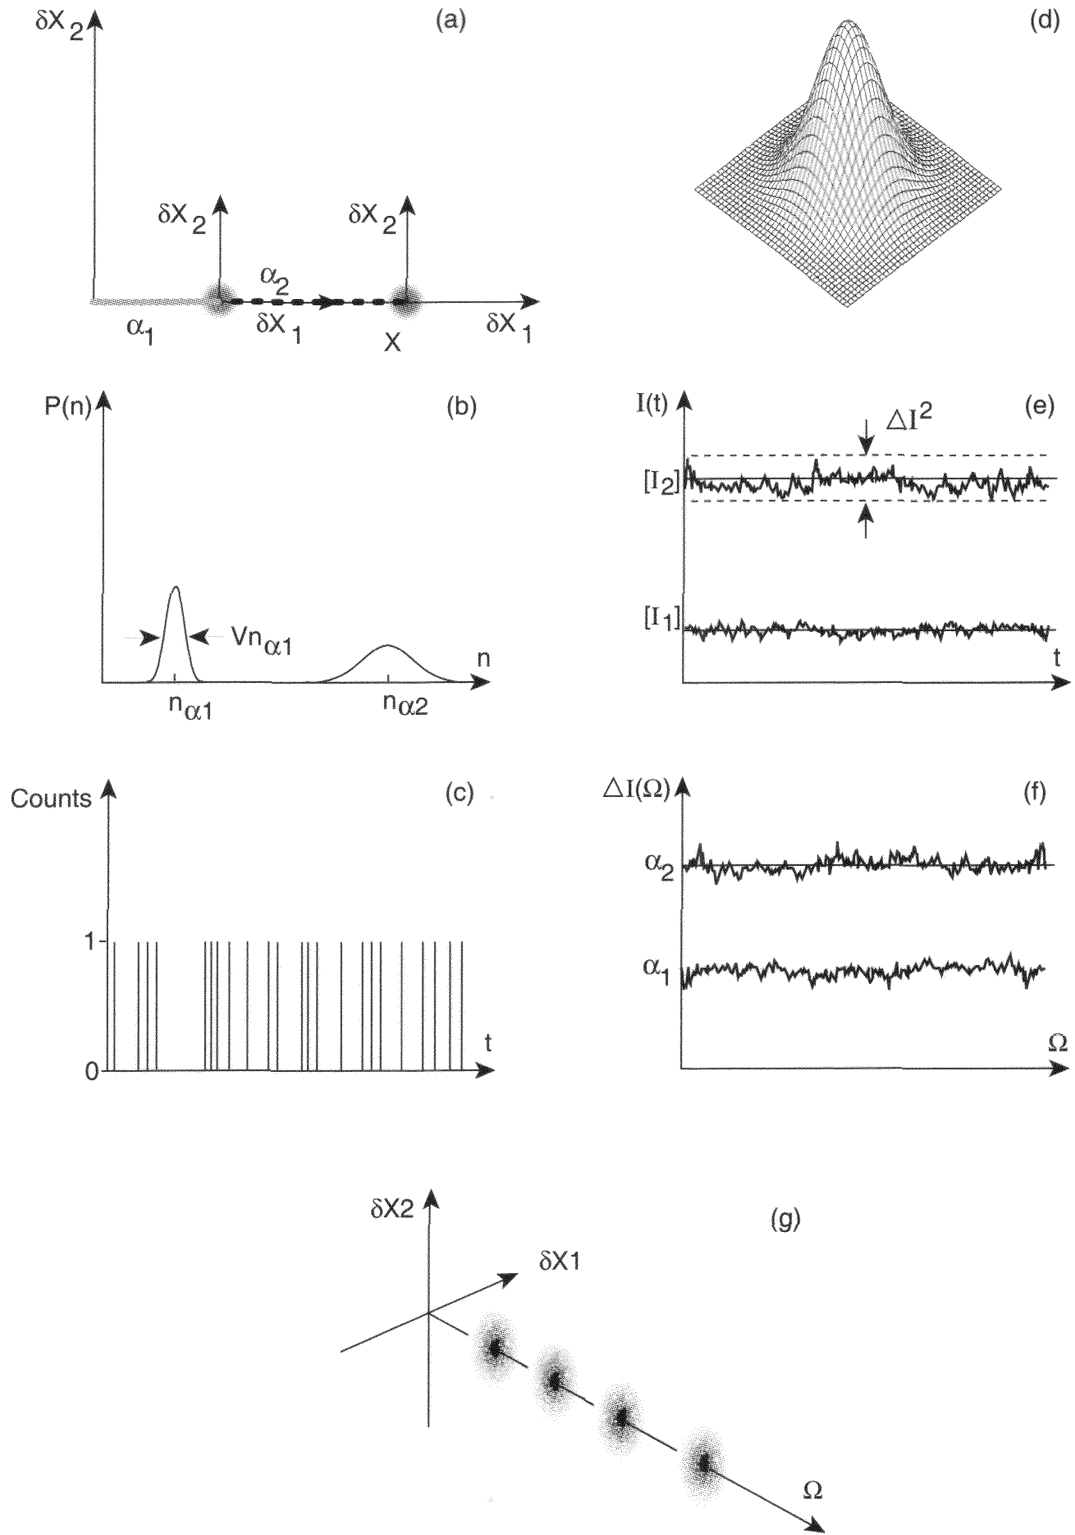 δX2
(a)
δX2
δX2
α2
α1
δX1
X
δX1
(d)
P(n)
(b)
Vnα1
n
nα1
nα2
I(t)
(e)
△I²
[I2]
[I1]
t
Counts
(c)
1
t
0
△I(Ω)
(f)
α2
α1
Ω
δX2
(g)
δX1
Ω